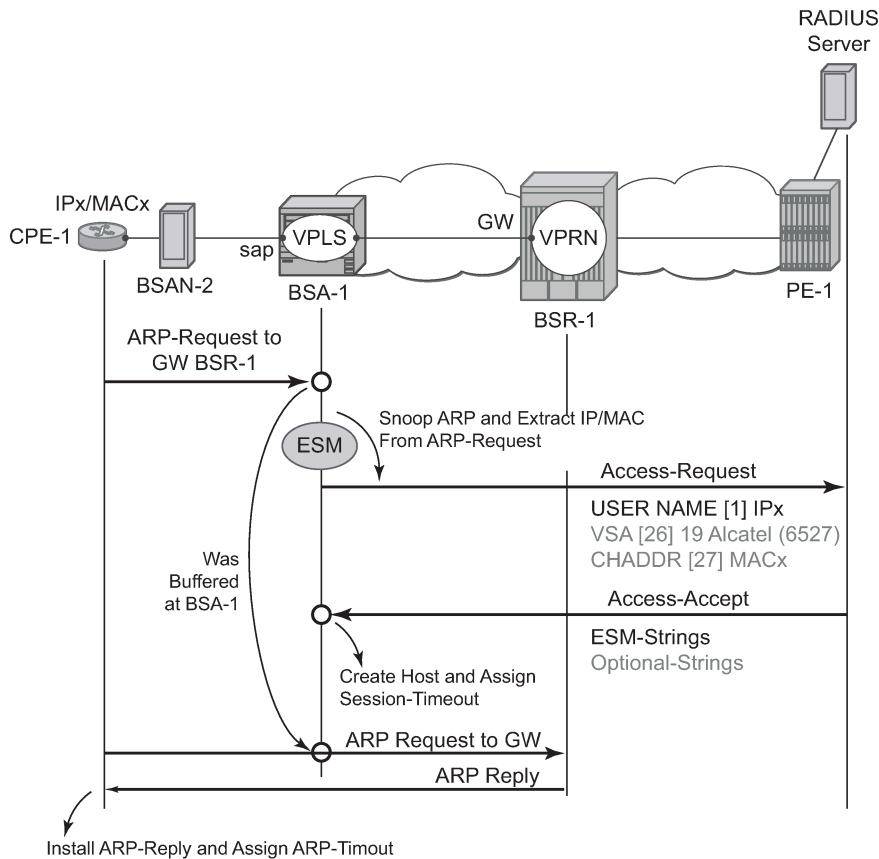 RADIUS
Server
IPx/MACx
CPE-1
BSAN-2
sap
VPLS
BSA-1
GW
VPRN
BSR-1
PE-1
ARP-Request to
GW BSR-1
Snoop ARP and Extract IP/MAC
From ARP-Request
ESM
Access-Request
USER NAME [1] IPx
VSA [26] 19 Alcatel (6527)
CHADDR [27] MACx
Was
Buffered
at BSA-1
Access-Accept
ESM-Strings
Optional-Strings
Create Host and Assign
Session-Timeout
ARP Request to GW
ARP Reply
Install ARP-Reply and Assign ARP-Timout